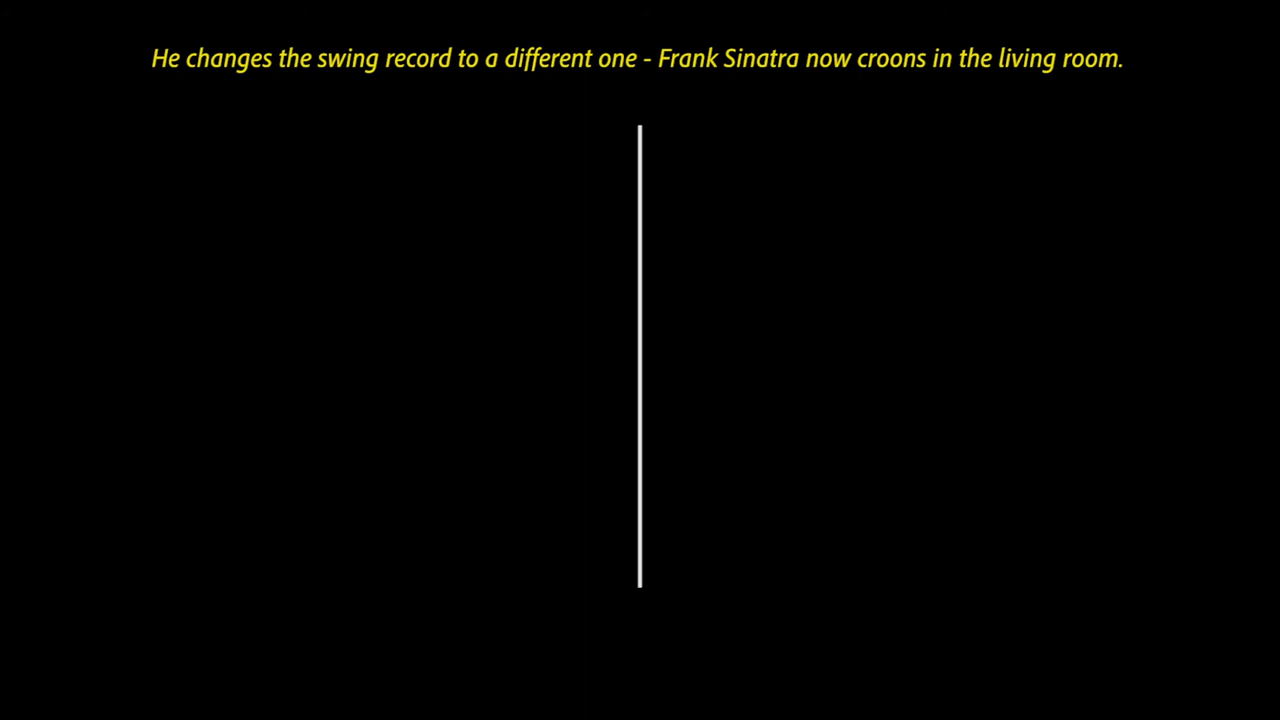 He changes the swing record to a different one - Frank Sinatra now croons in the living room.